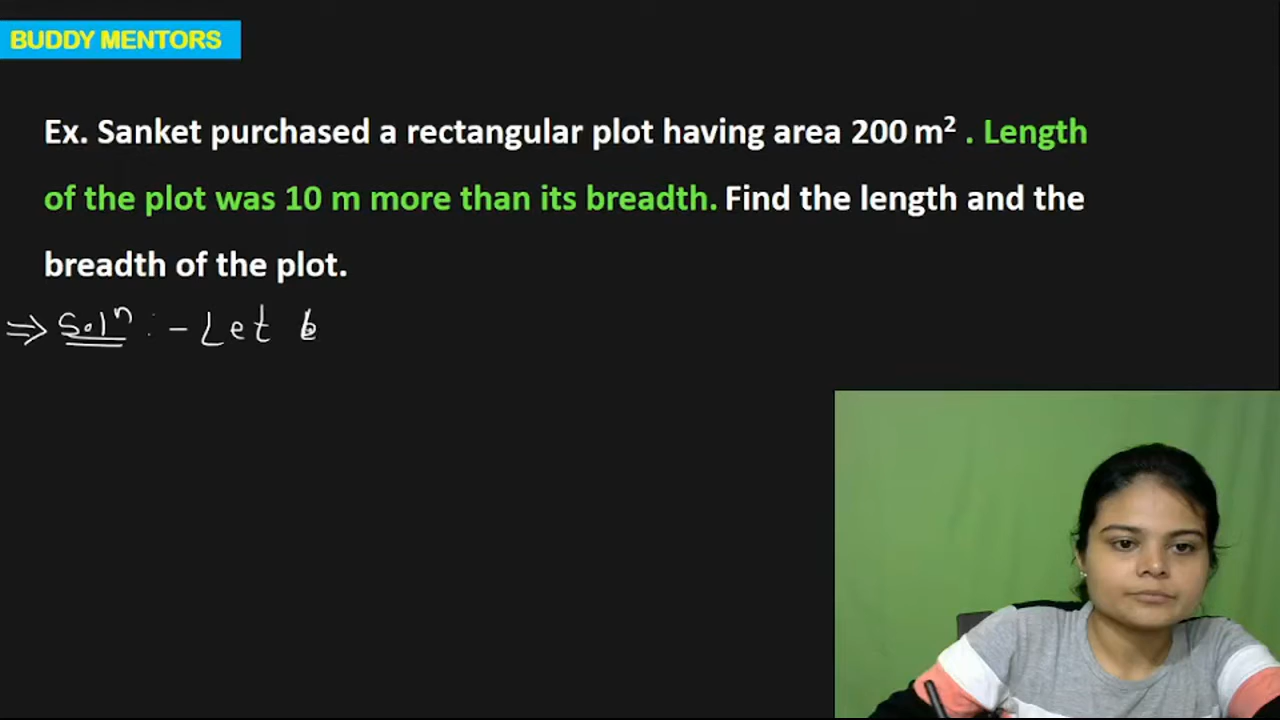 BUDDY MENTORS
Ex. Sanket purchased a rectangular plot having area 200 m² . Length
of the plot was 10 m more than its breadth. Find the length and the
breadth of the plot.
⇒ Solⁿ :- Let b